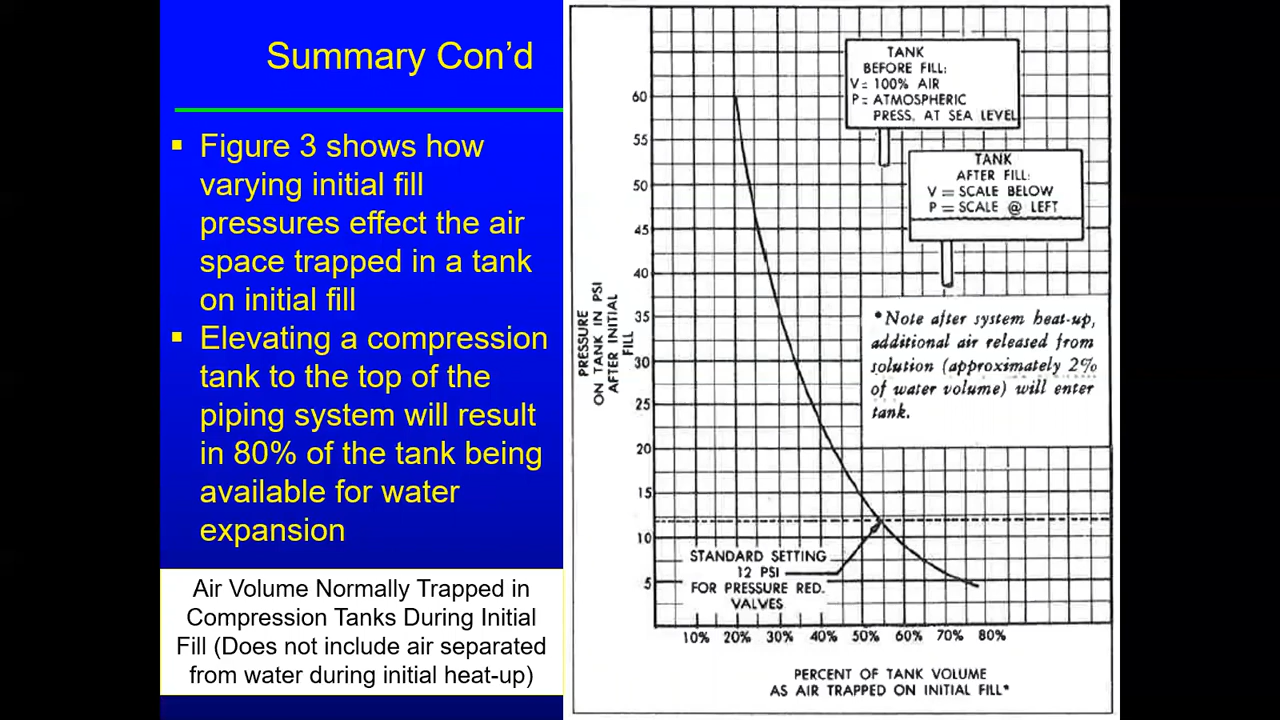 Summary Con’d
▪ Figure 3 shows how
varying initial fill
pressures effect the air
space trapped in a tank
on initial fill
▪ Elevating a compression
tank to the top of the
piping system will result
in 80% of the tank being
available for water
expansion
Air Volume Normally Trapped in
Compression Tanks During Initial
Fill (Does not include air separated
from water during initial heat-up)
TANK
BEFORE FILL:
V = 100% AIR
P = ATMOSPHERIC
PRESS. AT SEA LEVEL
TANK
AFTER FILL:
V = SCALE BELOW
P = SCALE @ LEFT
*Note after system heat-up,
additional air released from
solution (approximately 2%
of water volume) will enter
tank.
PRESSURE
ON TANK IN PSI
AFTER INITIAL
FILL
60
55
50
45
40
35
30
25
20
15
10
5
STANDARD SETTING
12 PSI
FOR PRESSURE RED.
VALVES
10% 20% 30% 40% 50% 60% 70% 80%
PERCENT OF TANK VOLUME
AS AIR TRAPPED ON INITIAL FILL*